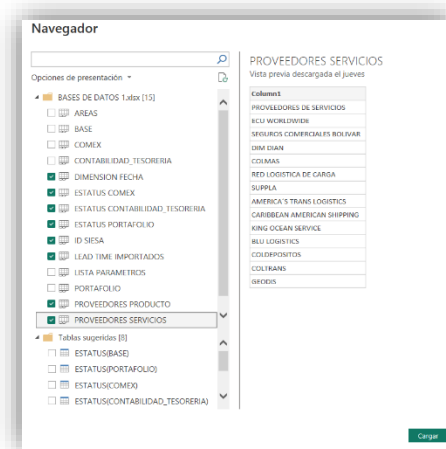 Navegador
Opciones de presentación
BASES DE DATOS 1.xlsx [15]
AREAS
BASE
COMEX
CONTABILIDAD_TESORERIA
DIMENSION FECHA
ESTATUS COMEX
ESTATUS CONTABILIDAD_TESORERIA
ESTATUS PORTAFOLIO
ID SIESA
LEAD TIME IMPORTADOS
LISTA PARAMETROS
PORTAFOLIO
PROVEEDORES PRODUCTO
PROVEEDORES SERVICIOS
Tablas sugeridas [8]
ESTATUS(BASE)
ESTATUS(PORTAFOLIO)
ESTATUS(COMEX)
ESTATUS(CONTABILIDAD_TESORERIA)
PROVEEDORES SERVICIOS
Vista previa descargada el jueves
Column1
PROVEEDORES DE SERVICIOS
ECU WORLDWIDE
SEGUROS COMERCIALES BOLIVAR
DIM DIAN
COLMAS
RED LOGISTICA DE CARGA
SUPPLA
AMERICA´S TRANS LOGISTICS
CARIBBEAN AMERICAN SHIPPING
KING OCEAN SERVICE
BLU LOGISTICS
COLDEPOSITOS
COLTRANS
GEODIS
Cargar